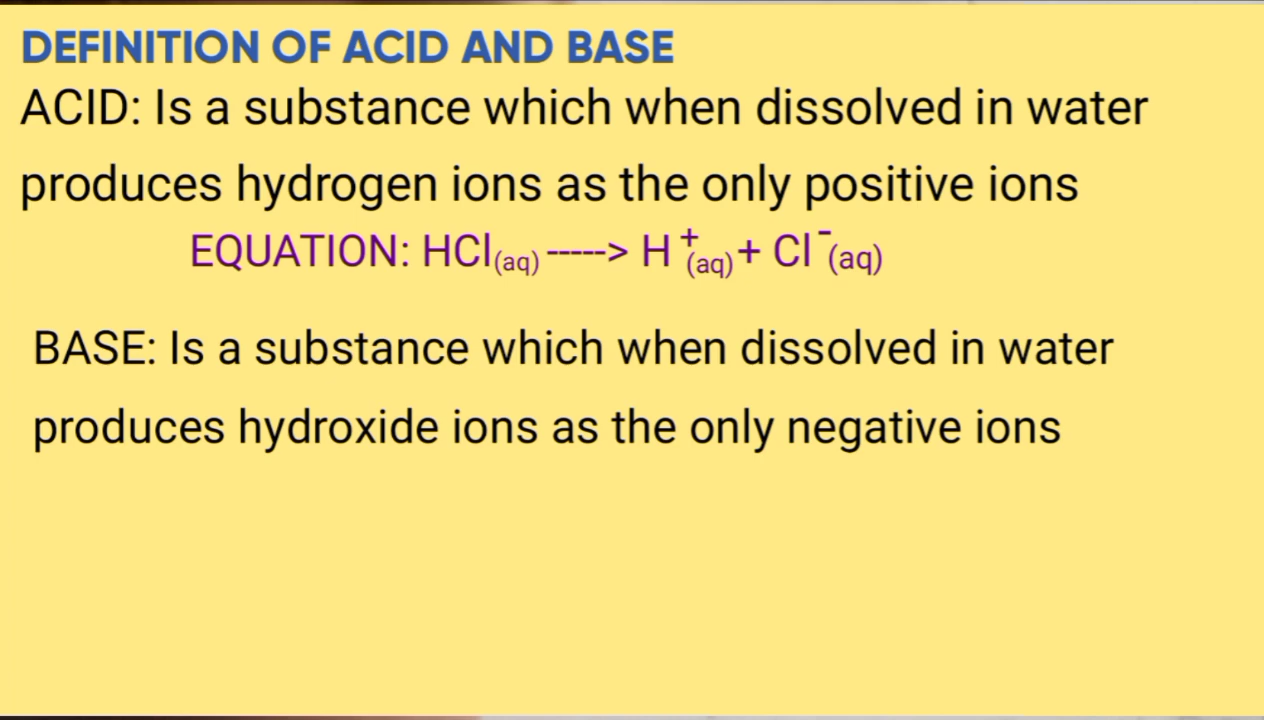 DEFINITION OF ACID AND BASE
ACID: Is a substance which when dissolved in water
produces hydrogen ions as the only positive ions
EQUATION: HCl(aq) -----> H⁺(aq) + Cl⁻(aq)
BASE: Is a substance which when dissolved in water
produces hydroxide ions as the only negative ions